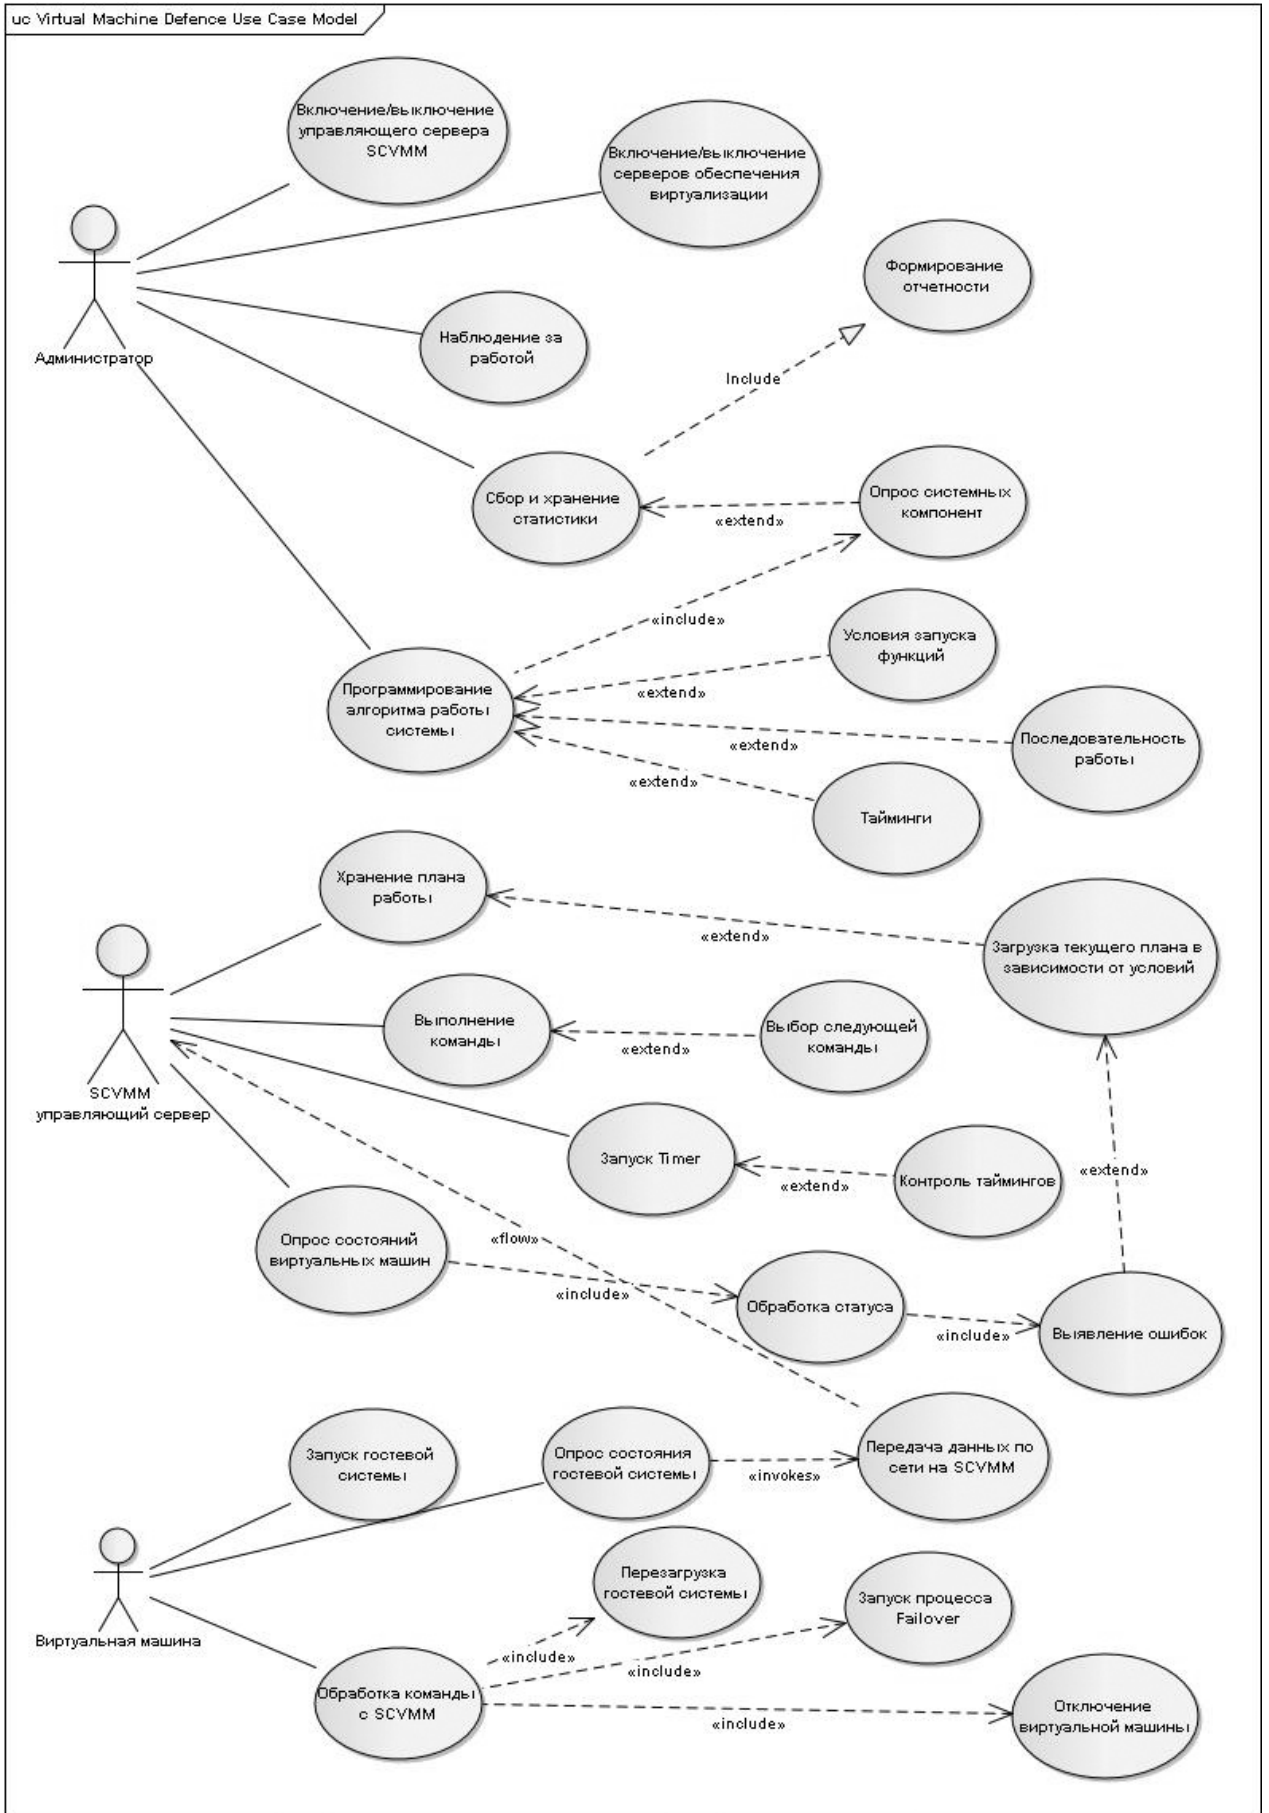 uc Virtual Machine Defence Use Case Model
Включение/выключение
управляющего сервера
SCVMM
Включение/выключение
серверов обеспечения
виртуализации
Формирование
отчетности
Наблюдение за
работой
Администратор
Include
Сбор и хранение
статистики
Опрос системных
компонент
«extend»
«include»
Условия запуска
функций
Программирование
алгоритма работы
системы
«extend»
Последовательность
работы
«extend»
«extend»
Тайминги
Хранение плана
работы
«extend»
Загрузка текущего плана в
зависимости от условий
Выполнение
команды
Выбор следующей
команды
«extend»
SCVMM
управляющий сервер
Запуск Timer
«extend»
Контроль таймингов
«extend»
Опрос состояний
виртуальных машин
«flow»
«include»
Обработка статуса
«include»
Выявление ошибок
Запуск гостевой
системы
Опрос состояния
гостевой системы
«invokes»
Передача данных по
сети на SCVMM
Перезагрузка
гостевой системы
Запуск процесса
Failover
Виртуальная машина
«include»
«include»
Обработка команды
с SCVMM
«include»
Отключение
виртуальной машины